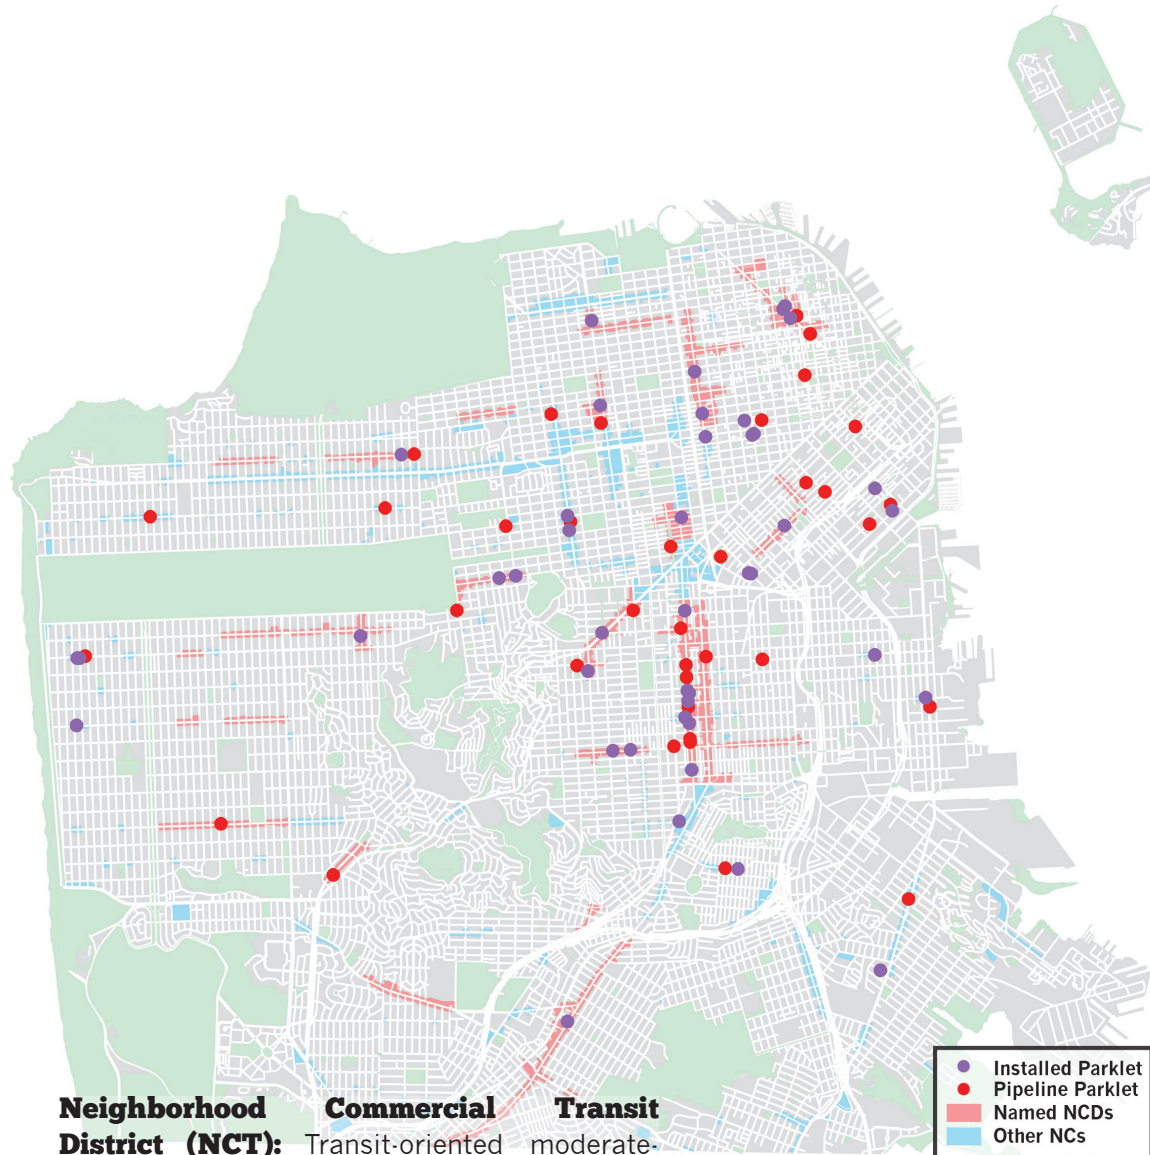 Installed Parklet
Pipeline Parklet
Named NCDs
Other NCs
Neighborhood Commercial Transit
District (NCT): Transit-oriented moderate-